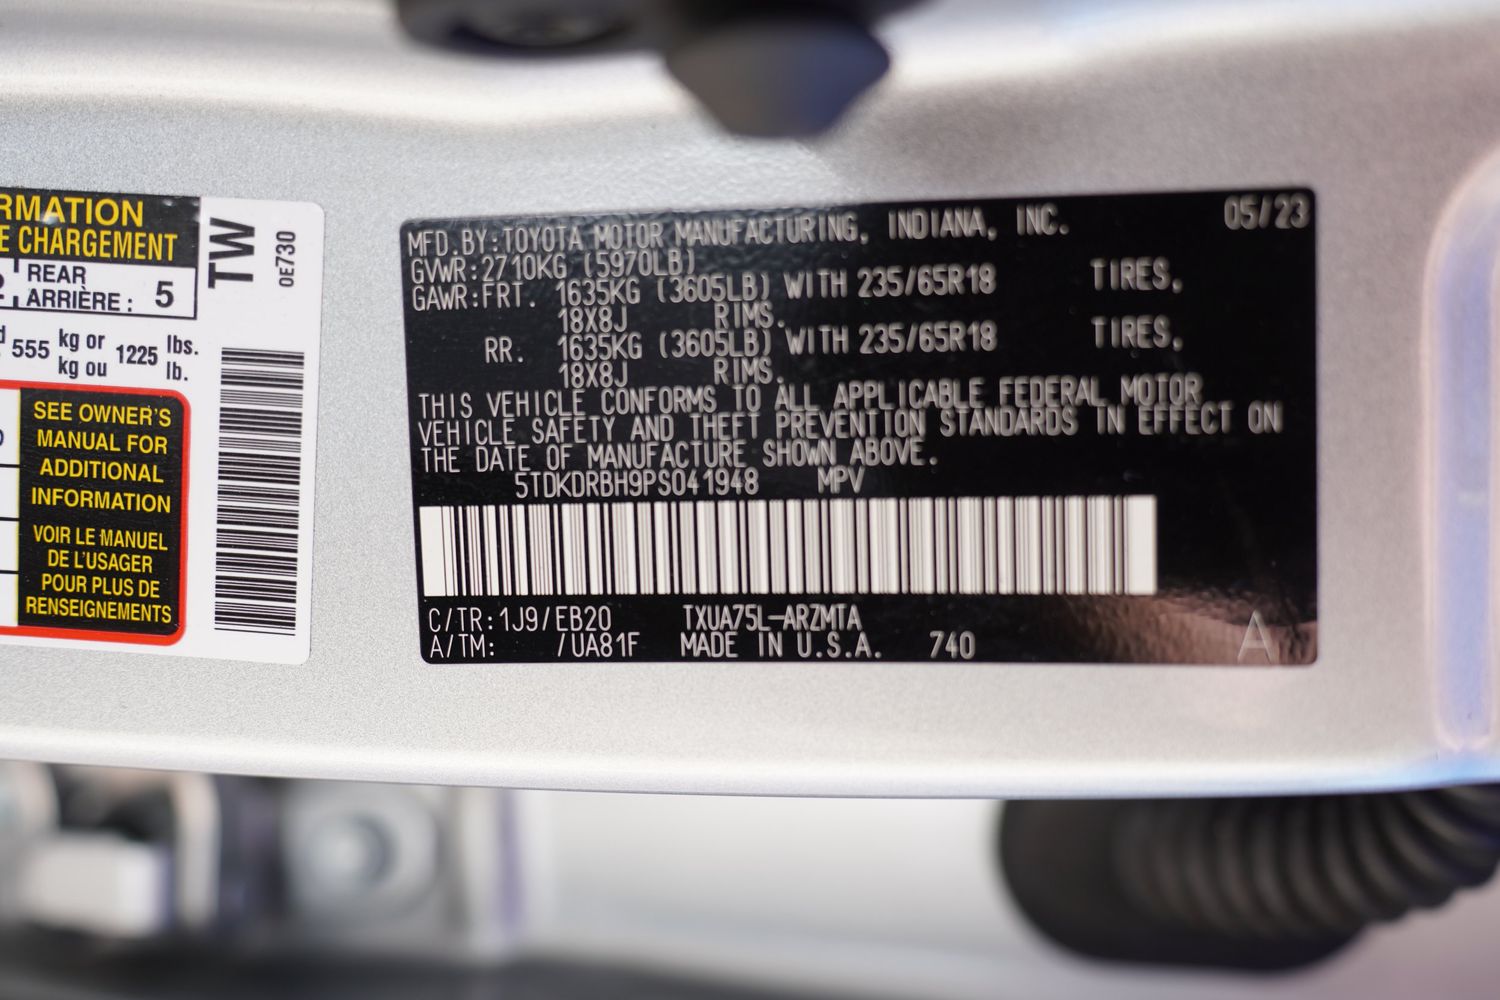 RMATION
E CHARGEMENT
REAR
ARRIÈRE : 5
555 kg or 1225 lbs.
kg ou lb.
SEE OWNER'S
MANUAL FOR
ADDITIONAL
INFORMATION
VOIR LE MANUEL
DE L'USAGER
POUR PLUS DE
RENSEIGNEMENTS
TW
0E730
MFD.BY:TOYOTA MOTOR MANUFACTURING, INDIANA, INC. 05/23
GVWR:2710KG (5970LB)
GAWR:FRT. 1635KG (3605LB) WITH 235/65R18 TIRES,
18X8J RIMS.
RR. 1635KG (3605LB) WITH 235/65R18 TIRES,
18X8J RIMS.
THIS VEHICLE CONFORMS TO ALL APPLICABLE FEDERAL MOTOR
VEHICLE SAFETY AND THEFT PREVENTION STANDARDS IN EFFECT ON
THE DATE OF MANUFACTURE SHOWN ABOVE.
5TDKDRBH9PS041948 MPV
C/TR:1J9/EB20 TXUA75L-ARZMTA
A/TM: /UA81F MADE IN U.S.A. 740
A